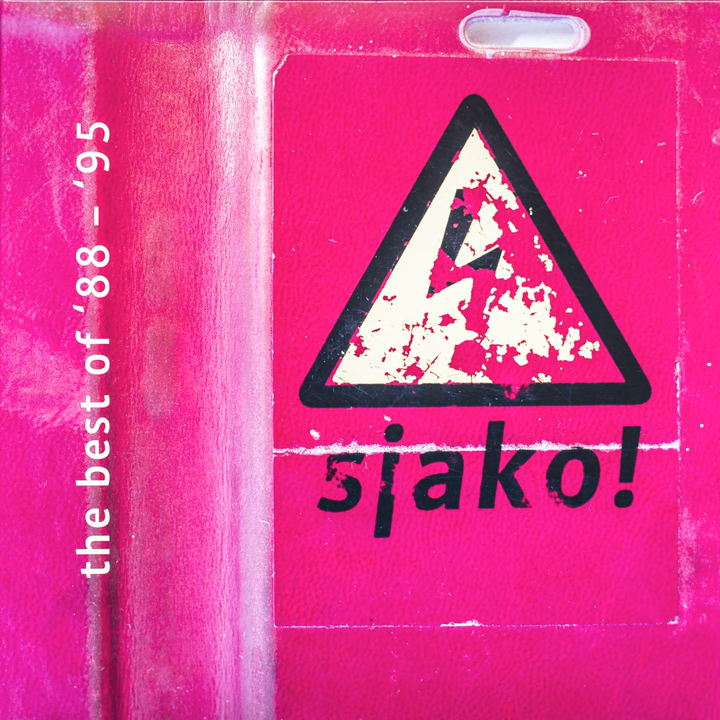 the best of ‘88 – ‘95
sjako!